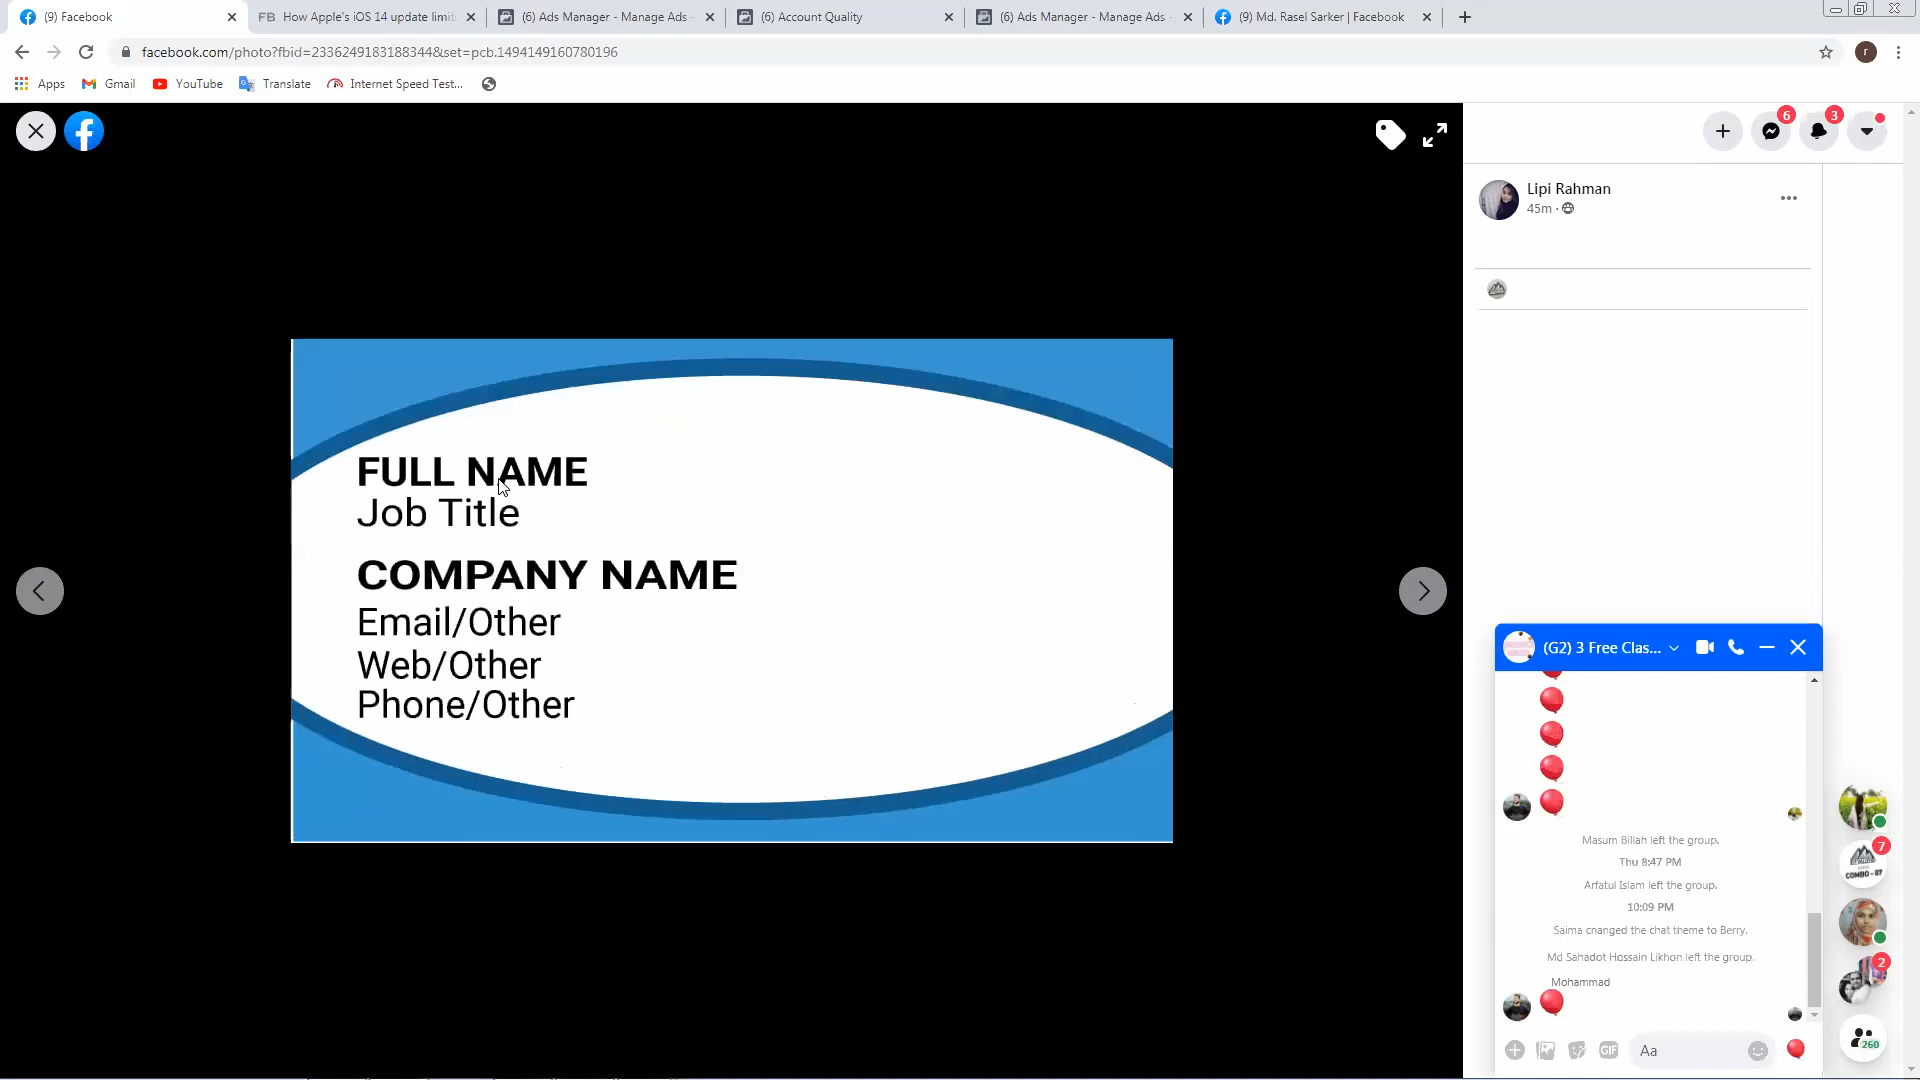 (9) Facebook
FB How Apple's iOS 14 update limit
(6) Ads Manager - Manage Ads -
(6) Account Quality
(6) Ads Manager - Manage Ads -
(9) Md. Rasel Sarker | Facebook
facebook.com/photo?fbid=2336249183188344&set=pcb.1494149160780196
r
Apps
Gmail
YouTube
Translate
Internet Speed Test...
6
3
Lipi Rahman
45m ·
FULL NAME
Job Title
COMPANY NAME
Email/Other
Web/Other
Phone/Other
(G2) 3 Free Clas...
Masum Billah left the group.
Thu 8:47 PM
Arfatul Islam left the group.
10:09 PM
Saima changed the chat theme to Berry.
Md Sahadot Hossain Likhon left the group.
Mohammad
GIF
Aa
7
COMBO - 07
2
260